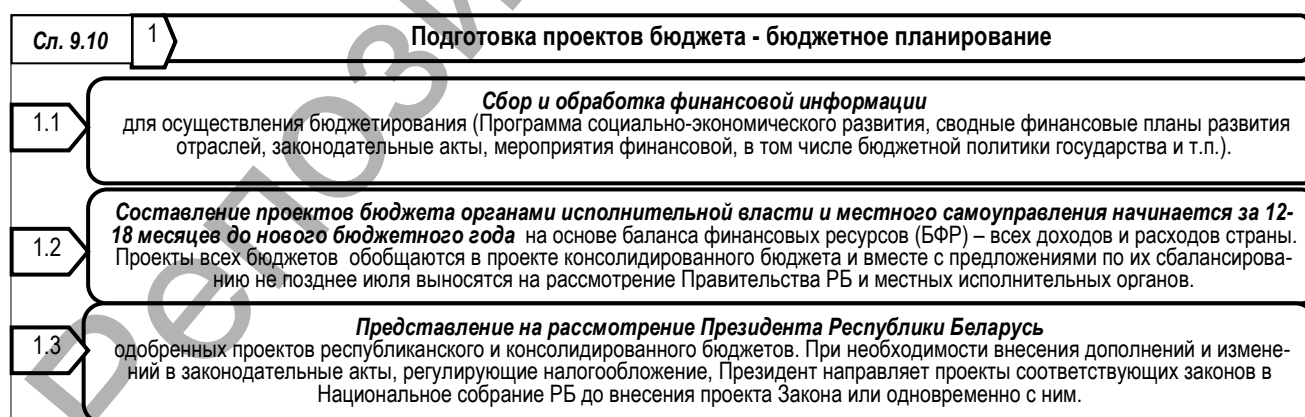 Сл. 9.10
1
Подготовка проектов бюджета - бюджетное планирование
1.1
Сбор и обработка финансовой информации
для осуществления бюджетирования (Программа социально-экономического развития, сводные финансовые планы развития
отраслей, законодательные акты, мероприятия финансовой, в том числе бюджетной политики государства и т.п.).
1.2
Составление проектов бюджета органами исполнительной власти и местного самоуправления начинается за 12-
18 месяцев до нового бюджетного года на основе баланса финансовых ресурсов (БФР) – всех доходов и расходов страны.
Проекты всех бюджетов обобщаются в проекте консолидированного бюджета и вместе с предложениями по их сбалансирова-
нию не позднее июля выносятся на рассмотрение Правительства РБ и местных исполнительных органов.
1.3
Представление на рассмотрение Президента Республики Беларусь
одобренных проектов республиканского и консолидированного бюджетов. При необходимости внесения дополнений и измене-
ний в законодательные акты, регулирующие налогообложение, Президент направляет проекты соответствующих законов в
Национальное собрание РБ до внесения проекта Закона или одновременно с ним.
Репози